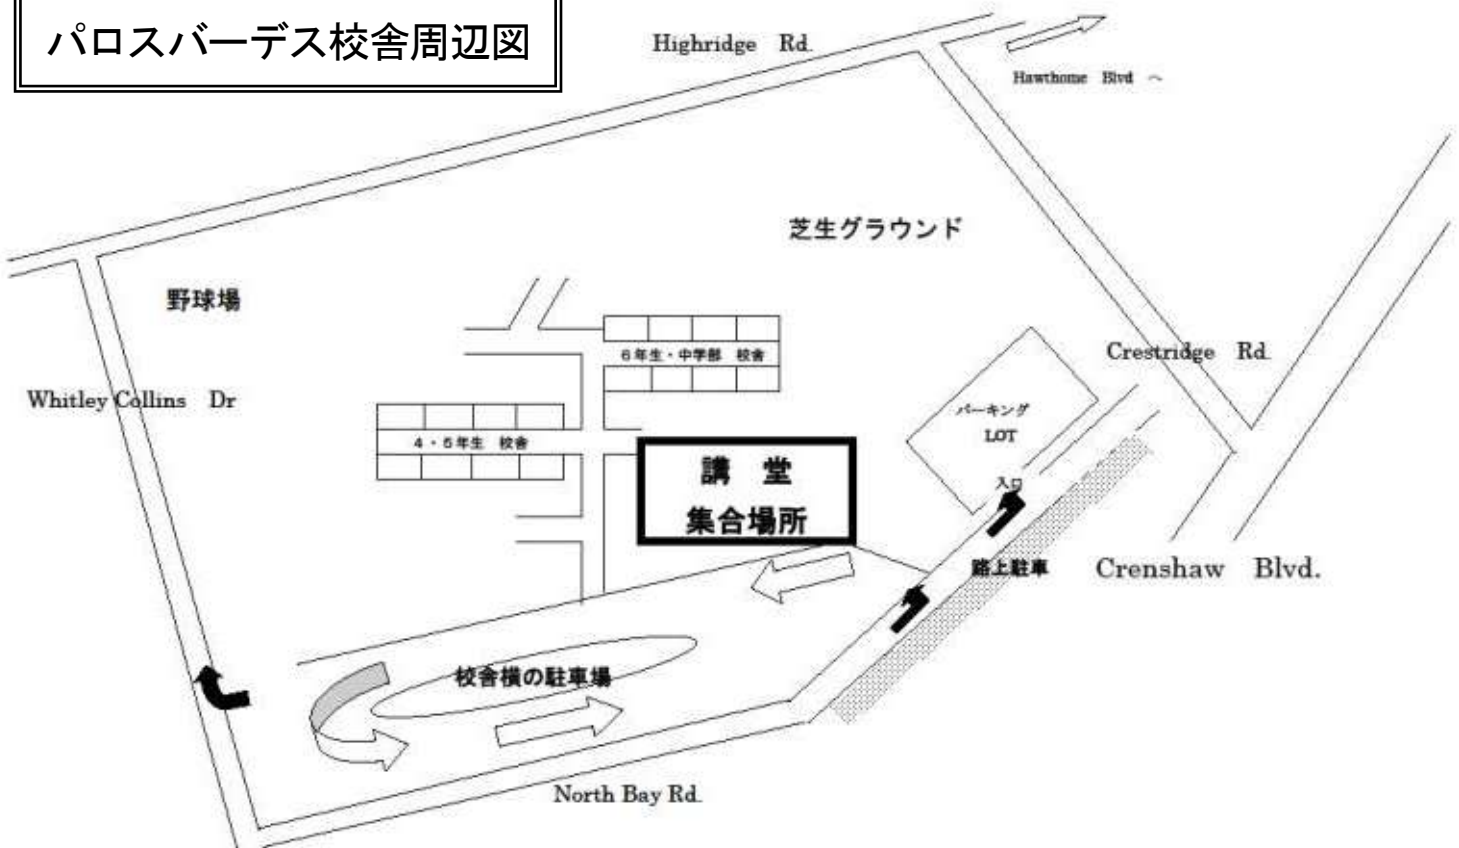 パロスバーデス校舎周辺図
Highridge Rd.
Hawthorne Blvd へ
芝生グラウンド
野球場
6年生・中学部 校舎
Crestridge Rd.
Whitley Collins Dr
パーキング
LOT
4・5年生 校舎
講 堂
集合場所
入口
路上駐車
Crenshaw Blvd.
校舎横の駐車場
North Bay Rd.